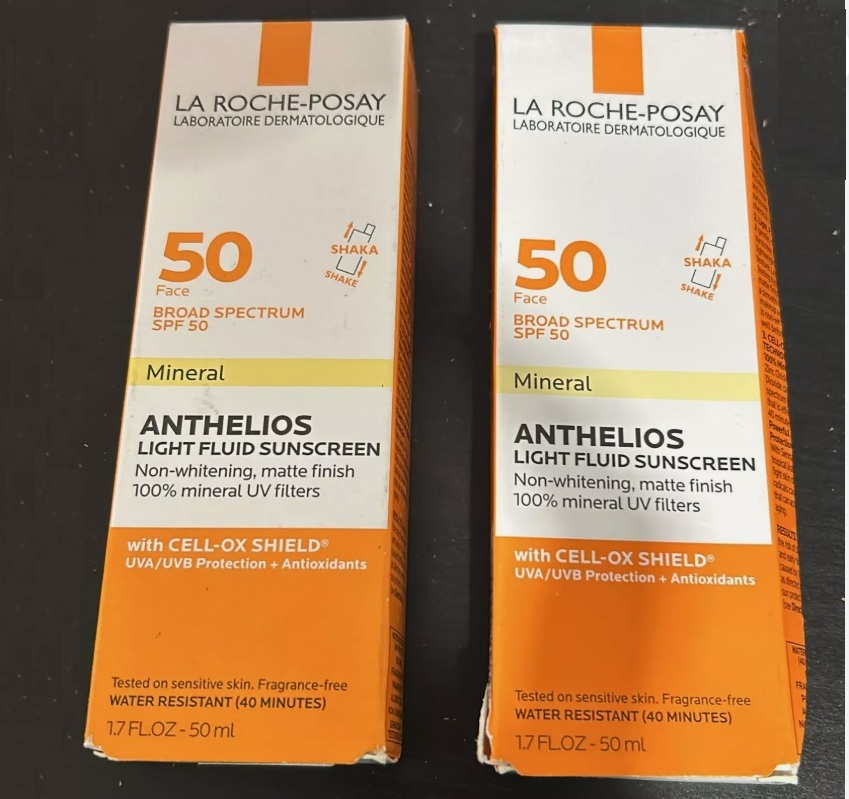 LA ROCHE-POSAY
LABORATOIRE DERMATOLOGIQUE
50
Face
SHAKA
SHAKE
BROAD SPECTRUM
SPF 50
Mineral
ANTHELIOS
LIGHT FLUID SUNSCREEN
Non-whitening, matte finish
100% mineral UV filters
with CELL-OX SHIELD®
UVA/UVB Protection + Antioxidants
Tested on sensitive skin. Fragrance-free
WATER RESISTANT (40 MINUTES)
1.7 FL.OZ - 50 ml
LA ROCHE-POSAY
LABORATOIRE DERMATOLOGIQUE
50
Face
SHAKA
SHAKE
BROAD SPECTRUM
SPF 50
Mineral
ANTHELIOS
LIGHT FLUID SUNSCREEN
Non-whitening, matte finish
100% mineral UV filters
with CELL-OX SHIELD®
UVA/UVB Protection + Antioxidants
Tested on sensitive skin. Fragrance-free
WATER RESISTANT (40 MINUTES)
1.7 FL.OZ - 50 ml